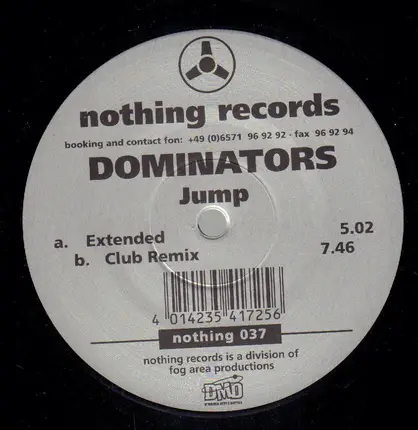 nothing records
booking and contact fon: +49 (0)6571 96 92 92 - fax 96 92 94
DOMINATORS
Jump
a. Extended 5.02
b. Club Remix 7.46
4 014235 417256
nothing 037
nothing records is a division of
fog area productions
DMD